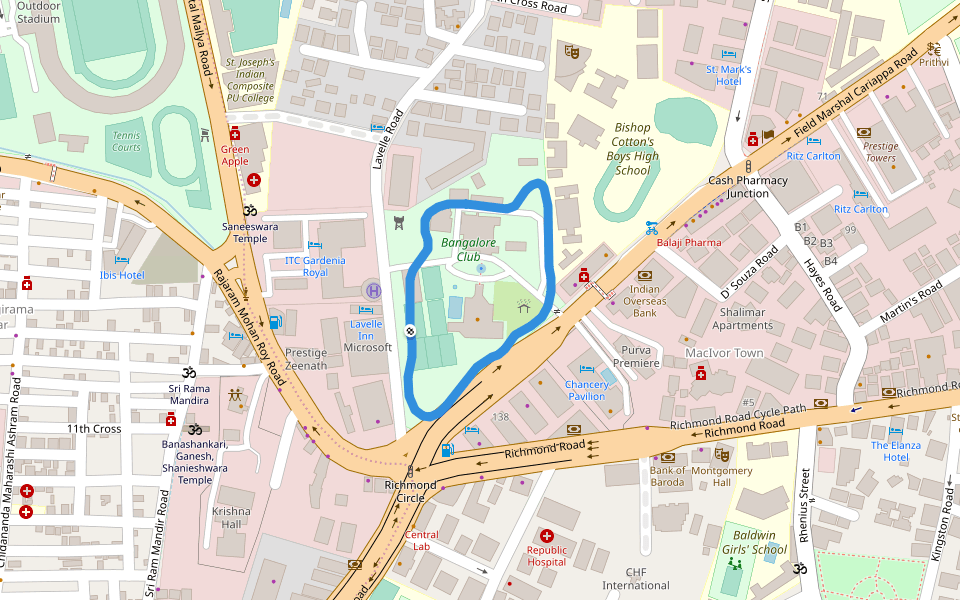 Outdoor
Stadium
tal Mallya Road
th Cross Road
St. Joseph's
Indian
Composite
PU College
Tennis
Courts
Green
Apple
Lavelle Road
Bishop
Cotton's
Boys High
School
St. Mark's
Hotel
71
Field Marshal Cariappa Road
Prithvi
Prestige
Towers
Ritz Carlton
Cash Pharmacy
Junction
Ritz Carlton
Saneeswara
Temple
ITC Gardenia
Royal
Ibis Hotel
Bangalore
Club
Balaji Pharma
B1
B2
B3
B4
99
D' Souza Road
Hayes Road
Martin's Road
Indian
Overseas
Bank
Shalimar
Apartments
H
Rajaram Mohan Roy Road
Lavelle
Inn
Microsoft
Prestige
Zeenath
Purva
Premiere
MacIvor Town
Chancery
Pavilion
girama
ar
Sri Rama
Mandira
11th Cross
Banashankari,
Ganesh,
Shanieshwara
Temple
138
#5
Richmond Road Cycle Path
Richmond Road
Richmond Ro
Richmond Road
Richmond
Circle
Bank of
Baroda
Montgomery
Hall
The Elanza
Hotel
Krishna
Hall
Central
Lab
Republic
Hospital
CHF
International
Baldwin
Girls' School
Rhenius Street
Kingston Road
Sri Ram Mandir Road
Chidananda Maharashi Ashram Road